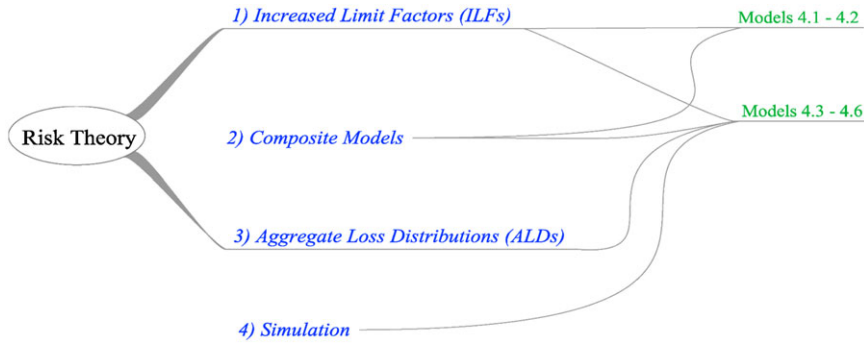 1) Increased Limit Factors (ILFs)
Models 4.1 - 4.2
Models 4.3 - 4.6
Risk Theory
2) Composite Models
3) Aggregate Loss Distributions (ALDs)
4) Simulation